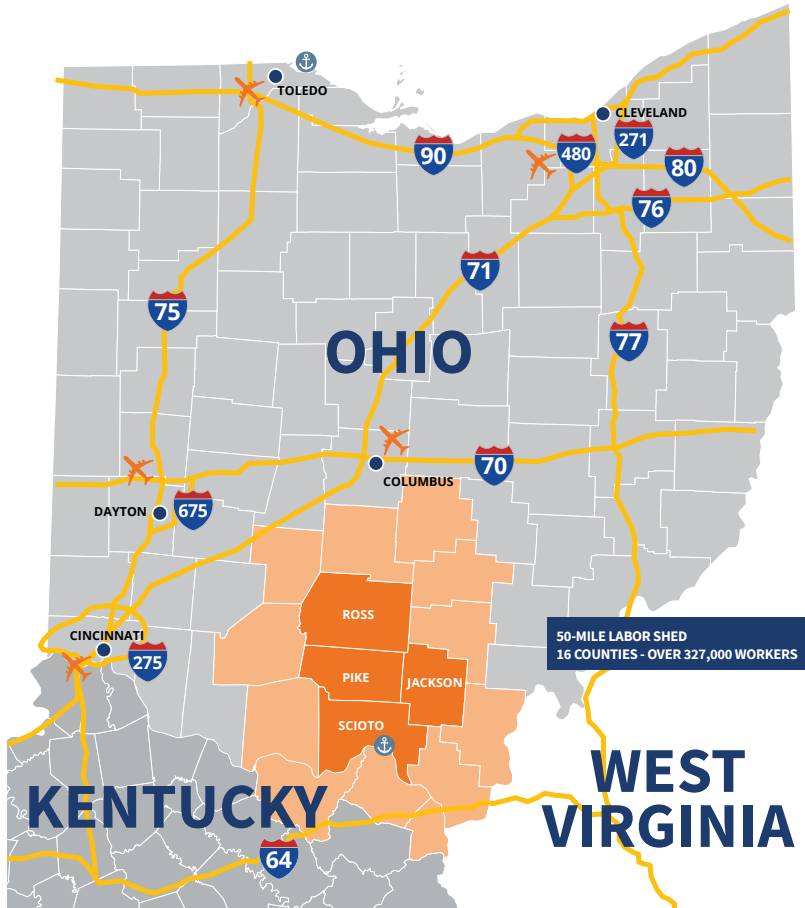 TOLEDO
CLEVELAND
271
90
480
80
76
71
75
OHIO
77
70
COLUMBUS
DAYTON
675
ROSS
CINCINNATI
275
50-MILE LABOR SHED
16 COUNTIES - OVER 327,000 WORKERS
PIKE
JACKSON
SCIOTO
KENTUCKY
WEST
VIRGINIA
64